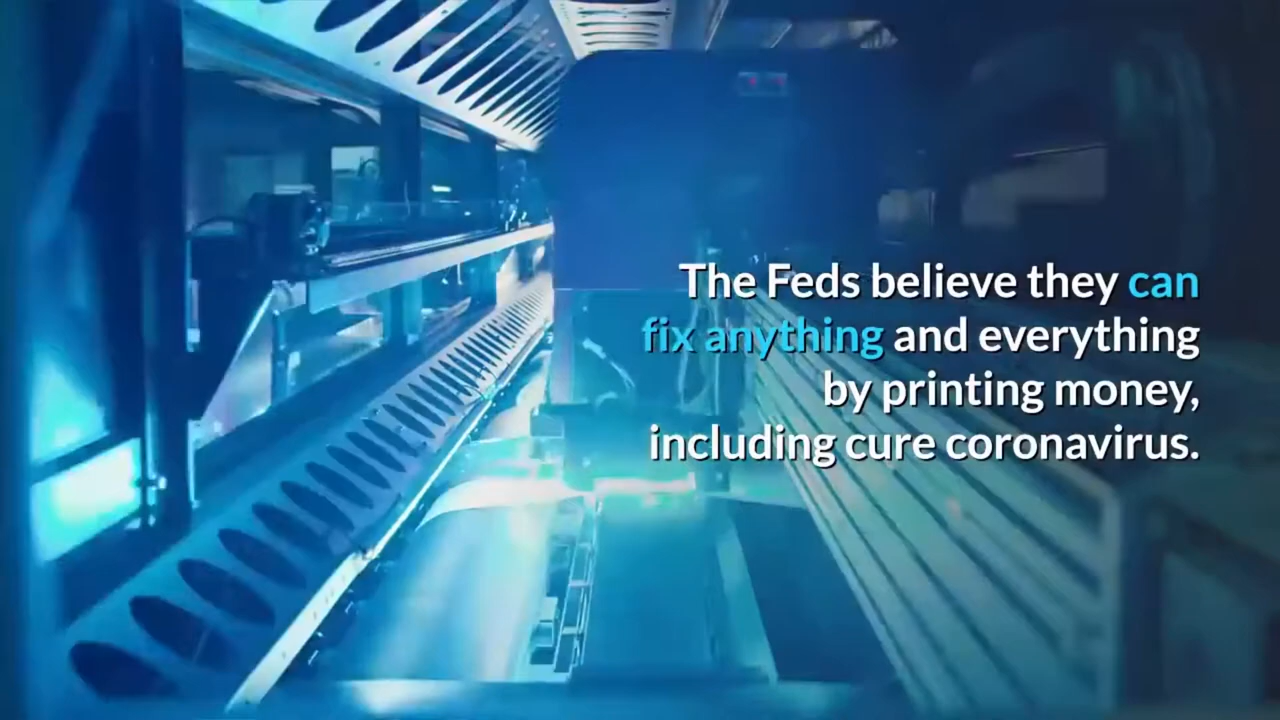 The Feds believe they can
fix anything and everything
by printing money,
including cure coronavirus.